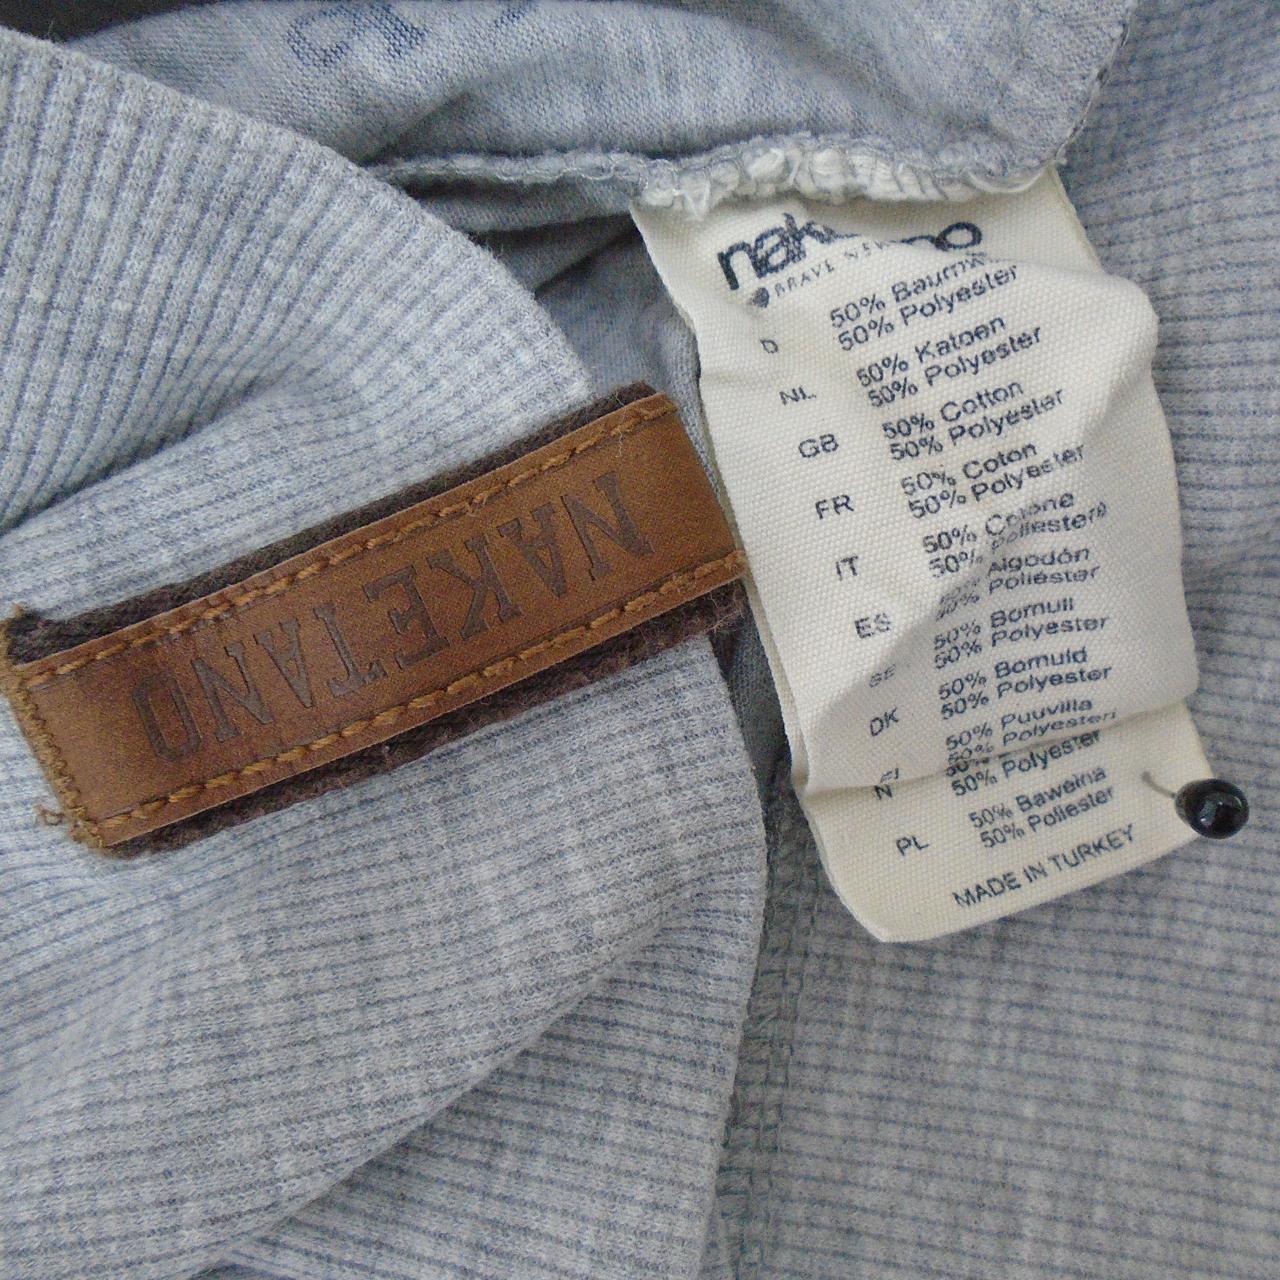 NAKETANO
BRAVE
D 50% Baumw
50% Polyester
NL 50% Katoen
50% Polyester
GB 50% Cotton
50% Polyester
FR 50% Coton
50% Polyester
IT 50% Cotone
50% Poliestere
ES Algodón
50% Poliéster
SE 50% Bomull
50% Polyester
DK 50% Bomuld
50% Polyester
50% Puuvilla
50% Polyesteri
50% Polyester
PL 50% Bawełna
50% Poliester
MADE IN TURKEY